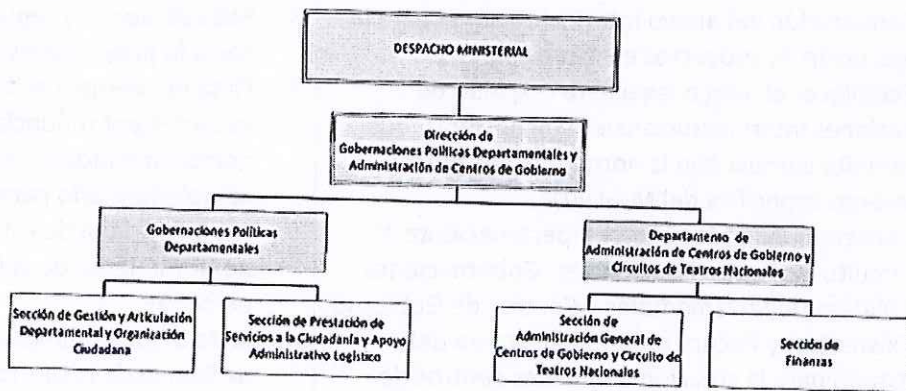 DESPACHO MINISTERIAL
Dirección de
Gobernaciones Políticas Departamentales y
Administración de Centros de Gobierno
Gobernaciones Políticas
Departamentales
Departamento de
Administración de Centros de Gobierno y
Circuitos de Teatros Nacionales
Sección de Gestión y Articulación
Departamental y Organización
Ciudadana
Sección de Prestación de
Servicios a la Ciudadanía y Apoyo
Administrativo Logístico
Sección de
Administración General de
Centros de Gobierno y Circuito de
Teatros Nacionales
Sección de
Finanzas